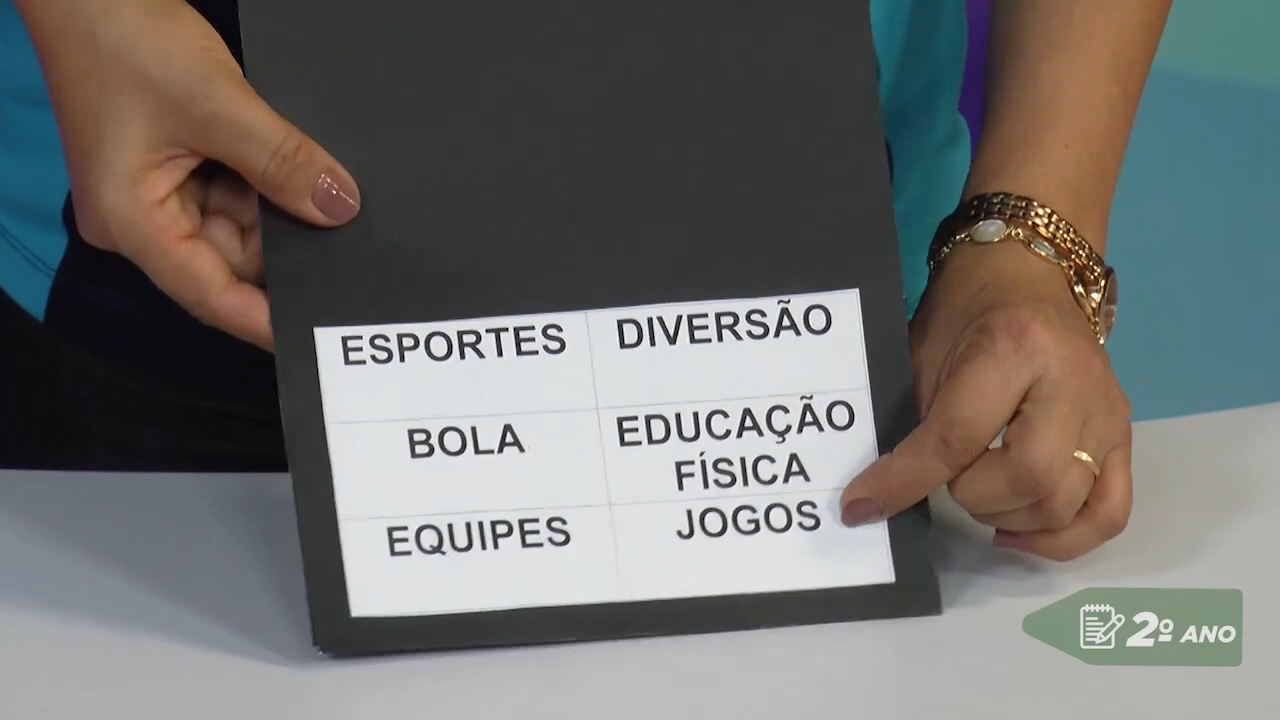 ESPORTES
DIVERSÃO
BOLA
EDUCAÇÃO
FÍSICA
EQUIPES
JOGOS
2º ANO